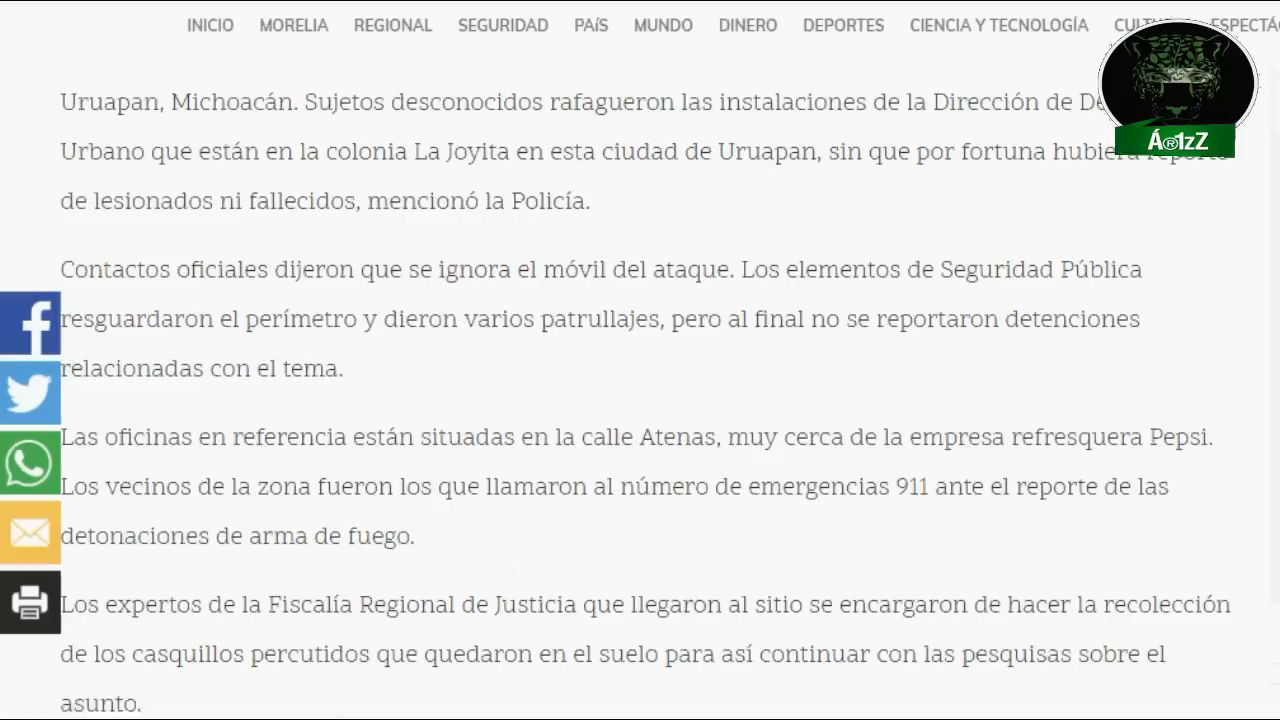 INICIO MORELIA REGIONAL SEGURIDAD PAíS MUNDO DINERO DEPORTES CIENCIA Y TECNOLOGÍA
Á®1zZ
Uruapan, Michoacán. Sujetos desconocidos rafagueron las instalaciones de la Dirección de
Urbano que están en la colonia La Joyita en esta ciudad de Uruapan, sin que por fortuna hubiera
de lesionados ni fallecidos, mencionó la Policía.
Contactos oficiales dijeron que se ignora el móvil del ataque. Los elementos de Seguridad Pública
resguardaron el perímetro y dieron varios patrullajes, pero al final no se reportaron detenciones
relacionadas con el tema.
Las oficinas en referencia están situadas en la calle Atenas, muy cerca de la empresa refresquera Pepsi.
Los vecinos de la zona fueron los que llamaron al número de emergencias 911 ante el reporte de las
detonaciones de arma de fuego.
Los expertos de la Fiscalía Regional de Justicia que llegaron al sitio se encargaron de hacer la recolección
de los casquillos percutidos que quedaron en el suelo para así continuar con las pesquisas sobre el
asunto.